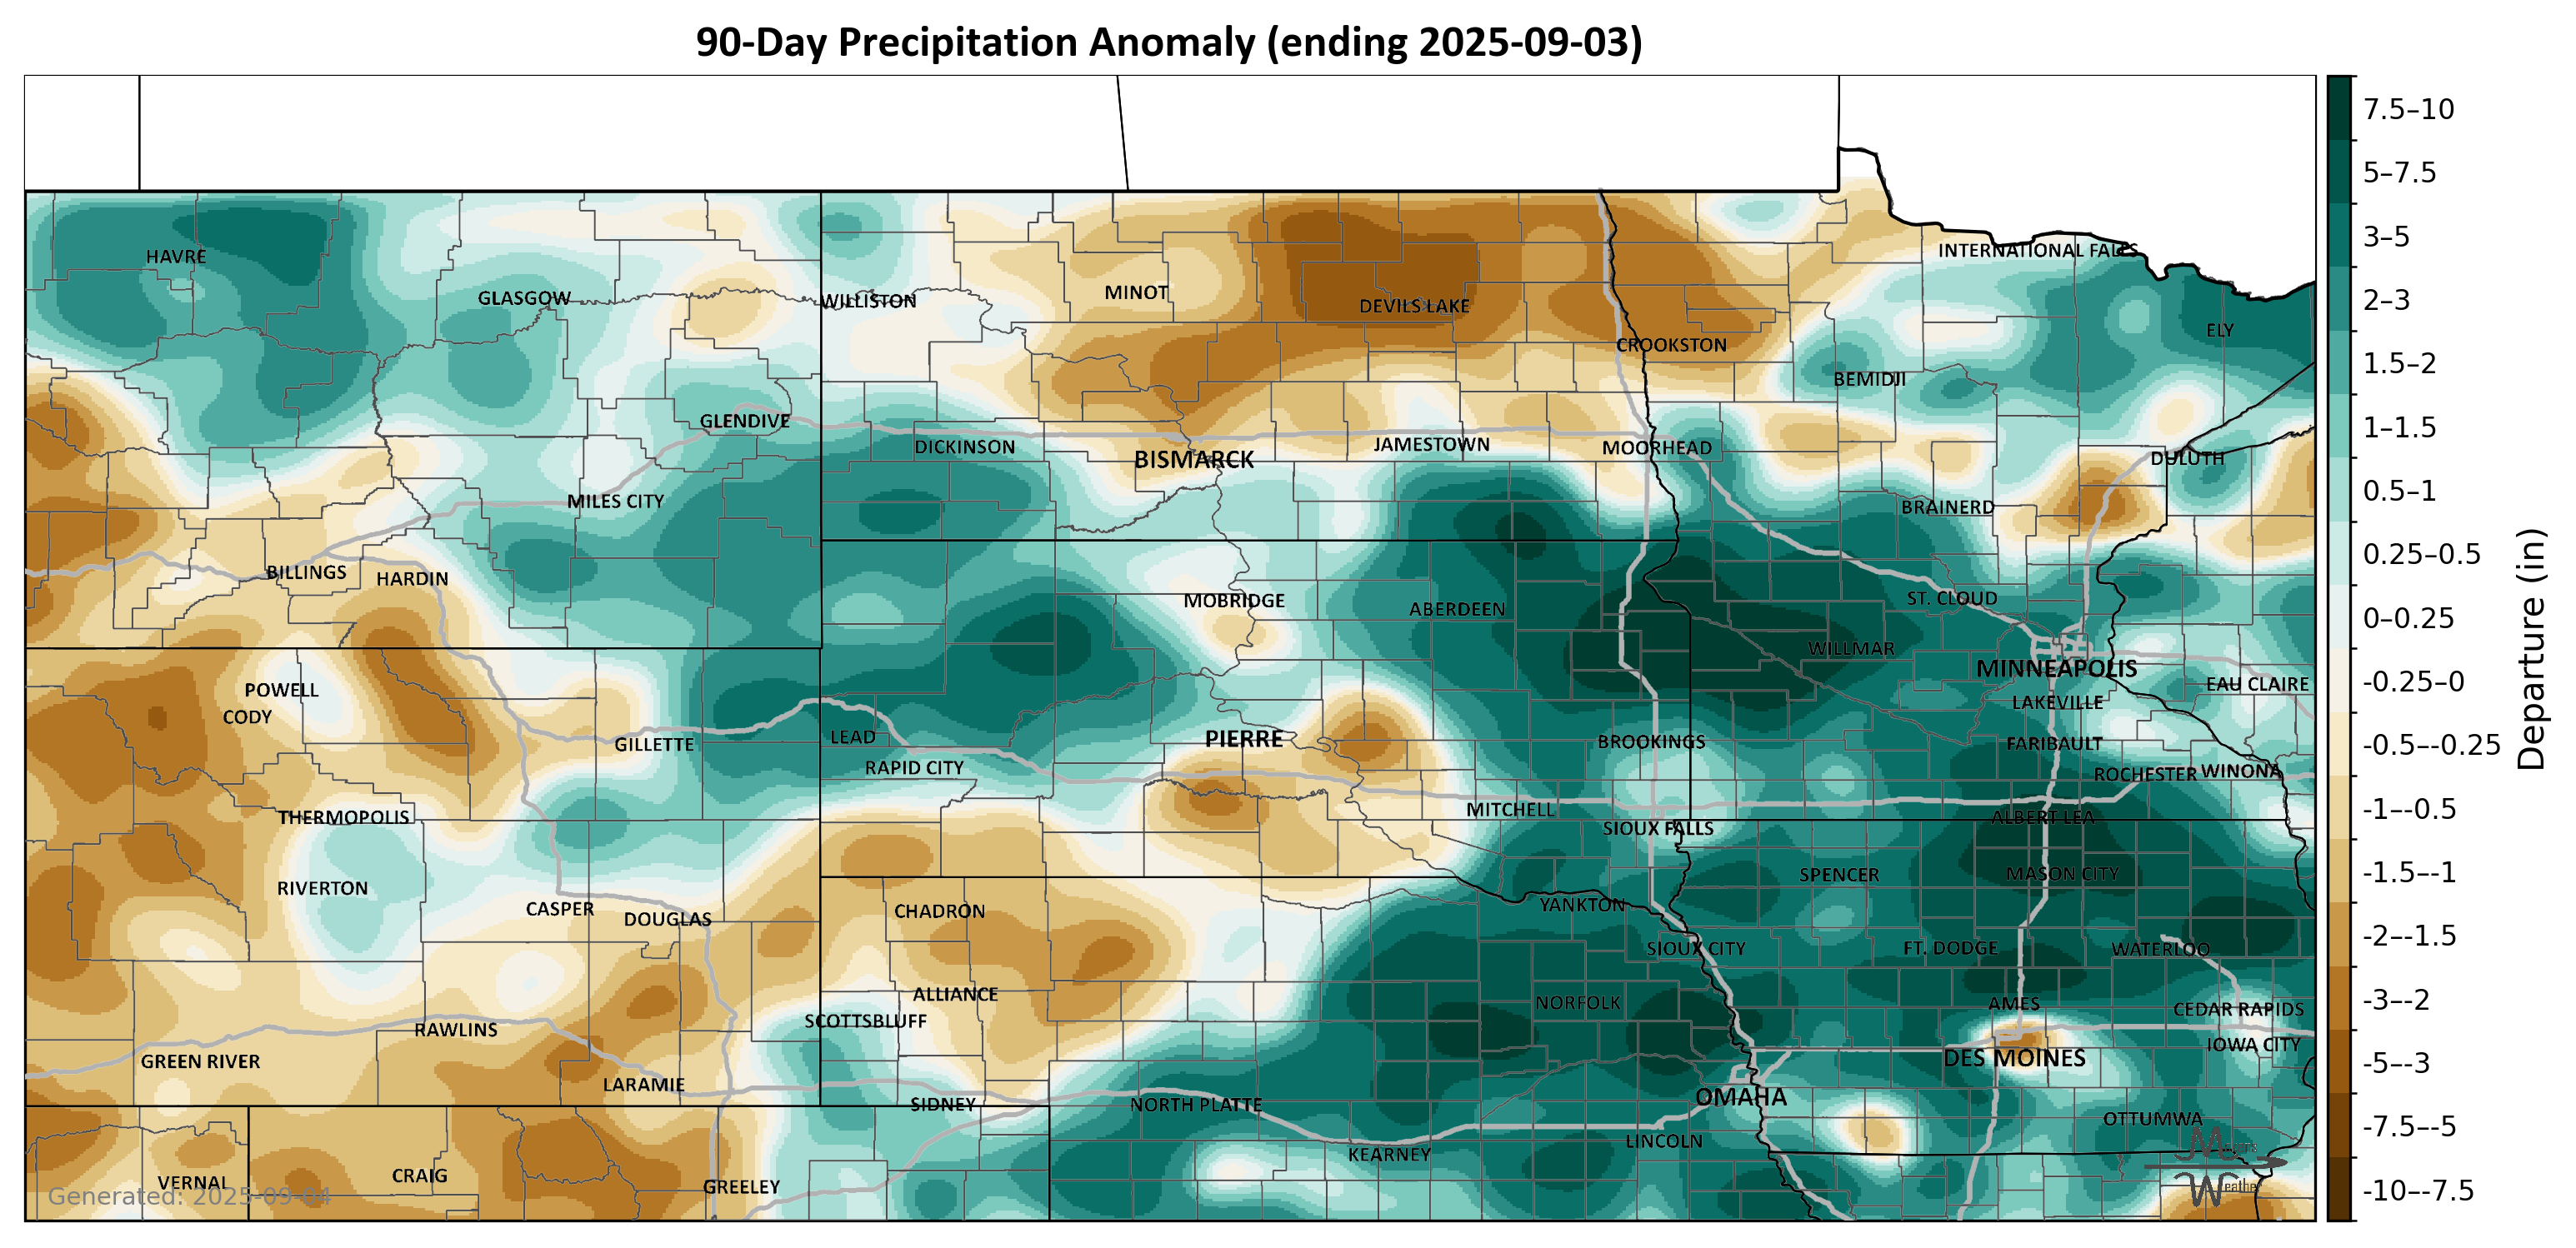 90-Day Precipitation Anomaly (ending 2025-09-03)
7.5–10
5–7.5
3–5
2–3
1.5–2
1–1.5
0.5–1
0.25–0.5
0–0.25
-0.25–0
-0.5–-0.25
-1–-0.5
-1.5–-1
-2–-1.5
-3–-2
-5–-3
-7.5–-5
-10–-7.5
Departure (in)
HAVRE
INTERNATIONAL FALLS
GLASGOW
WILLISTON
MINOT
DEVILS LAKE
ELY
CROOKSTON
BEMIDJI
GLENDIVE
DICKINSON
BISMARCK
JAMESTOWN
MOORHEAD
DULUTH
MILES CITY
BRAINERD
BILLINGS
HARDIN
MOBRIDGE
ABERDEEN
ST. CLOUD
WILLMAR
MINNEAPOLIS
POWELL
EAU CLAIRE
LAKEVILLE
CODY
GILLETTE
LEAD
PIERRE
BROOKINGS
FARIBAULT
RAPID CITY
ROCHESTER
WINONA
THERMOPOLIS
MITCHELL
ALBERT LEA
SIOUX FALLS
RIVERTON
SPENCER
MASON CITY
CASPER
DOUGLAS
CHADRON
YANKTON
SIOUX CITY
FT. DODGE
WATERLOO
ALLIANCE
NORFOLK
AMES
CEDAR RAPIDS
SCOTTSBLUFF
RAWLINS
IOWA CITY
GREEN RIVER
DES MOINES
LARAMIE
SIDNEY
NORTH PLATTE
OMAHA
OTTUMWA
LINCOLN
KEARNEY
VERNAL
CRAIG
GREELEY
Generated: 2025-09-04
Weather